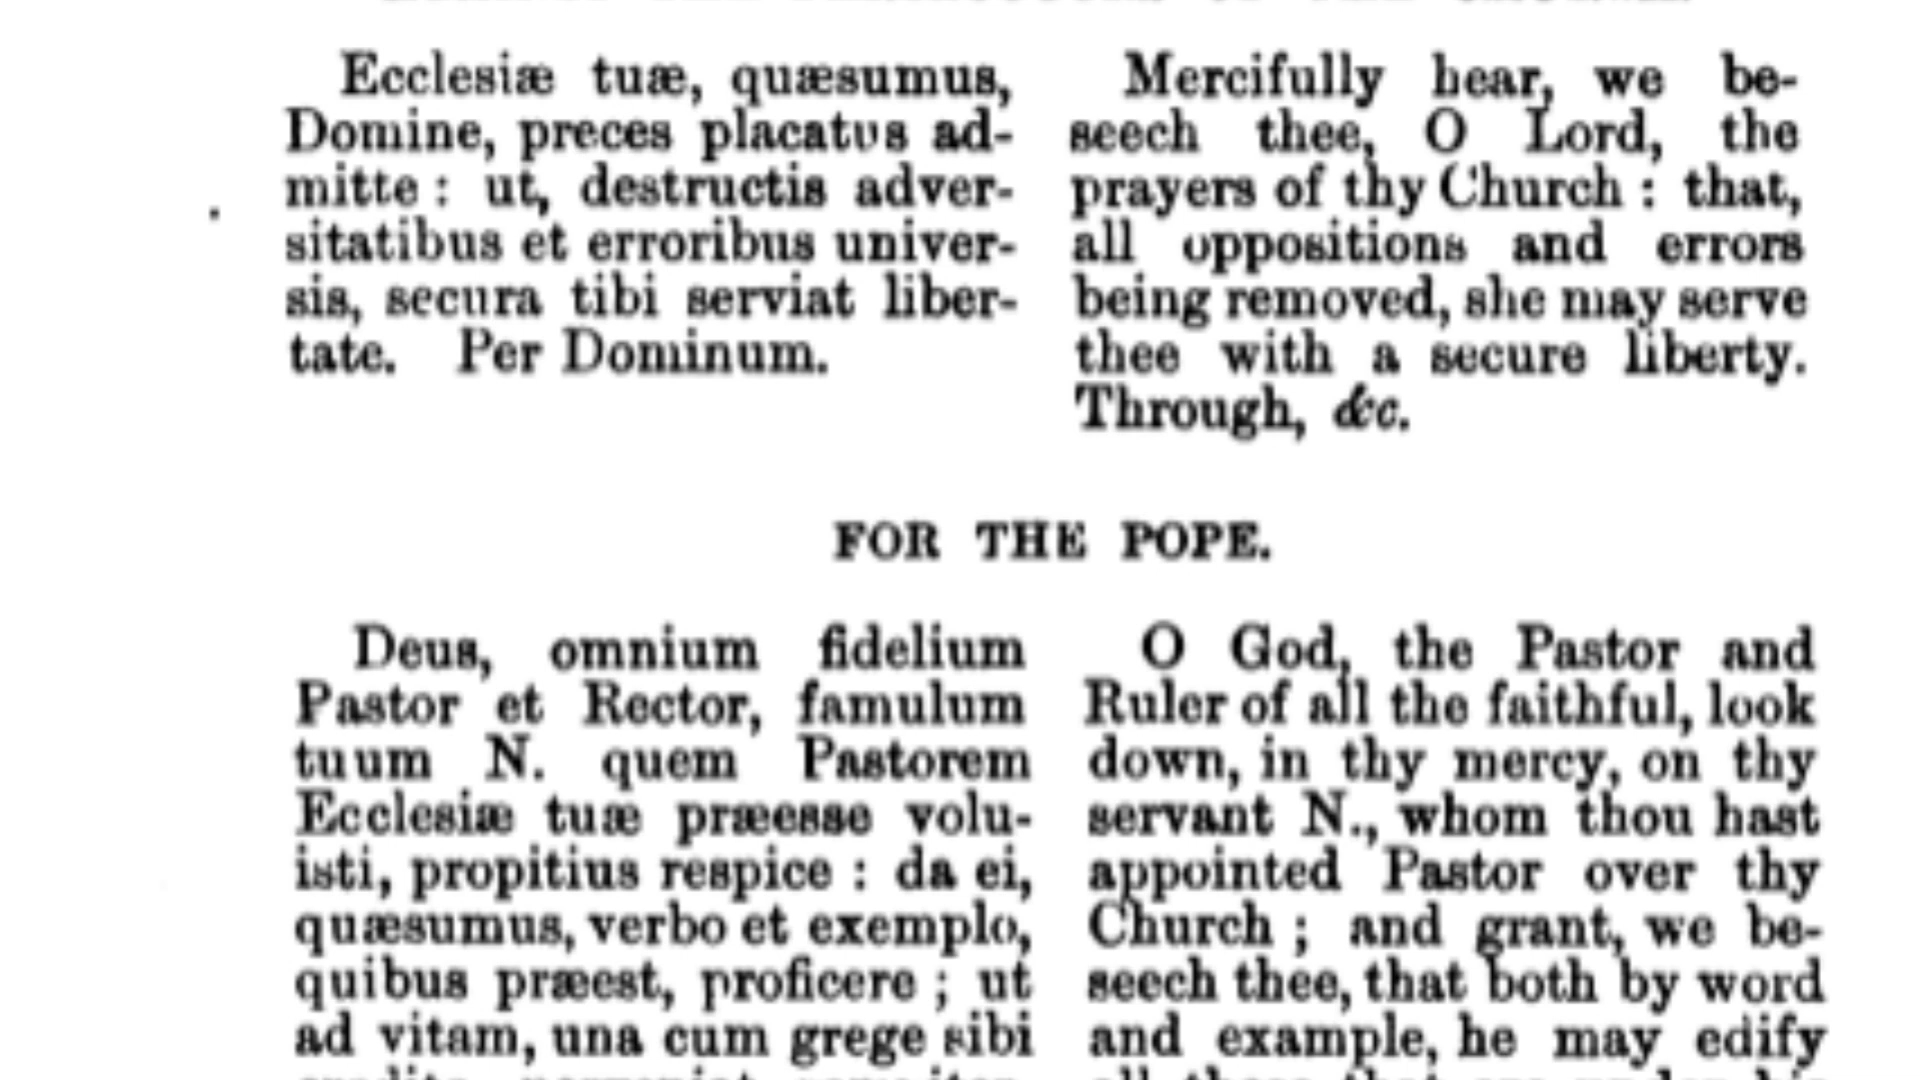 Ecclesiæ tuæ, quæsumus,
Domine, preces placatus ad-
mitte : ut, destructis adver-
sitatibus et erroribus univer-
sis, secura tibi serviat liber-
tate. Per Dominum.
Mercifully hear, we be-
seech thee, O Lord, the
prayers of thy Church : that,
all oppositions and errors
being removed, she may serve
thee with a secure liberty.
Through, &c.
FOR THE POPE.
Deus, omnium fidelium
Pastor et Rector, famulum
tuum N. quem Pastorem
Ecclesiæ tuæ præesse volu-
isti, propitius respice : da ei,
quæsumus, verbo et exemplo,
quibus præest, proficere ; ut
ad vitam, una cum grege sibi
O God, the Pastor and
Ruler of all the faithful, look
down, in thy mercy, on thy
servant N., whom thou hast
appointed Pastor over thy
Church ; and grant, we be-
seech thee, that both by word
and example, he may edify